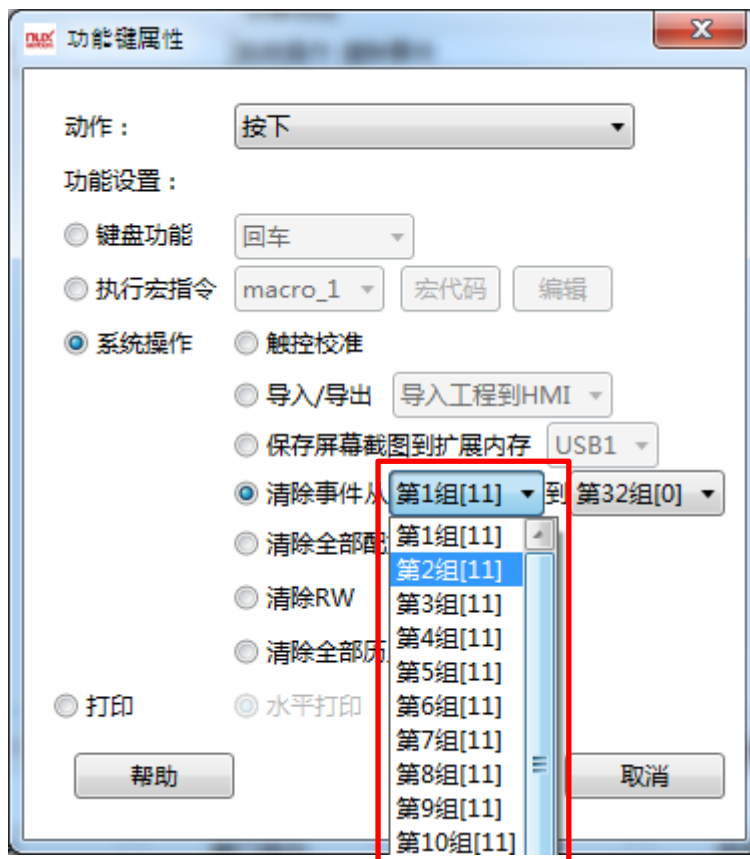 功能键属性
动作：
按下
功能设置：
键盘功能
回车
执行宏指令
macro_1
宏代码
编辑
系统操作
触控校准
导入/导出
导入工程到HMI
保存屏幕截图到扩展内存
USB1
清除事件从
第1组[11]
到
第32组[0]
第1组[11]
第2组[11]
第3组[11]
第4组[11]
第5组[11]
第6组[11]
第7组[11]
第8组[11]
第9组[11]
第10组[11]
清除全部配
清除RW
清除全部历
打印
水平打印
帮助
取消